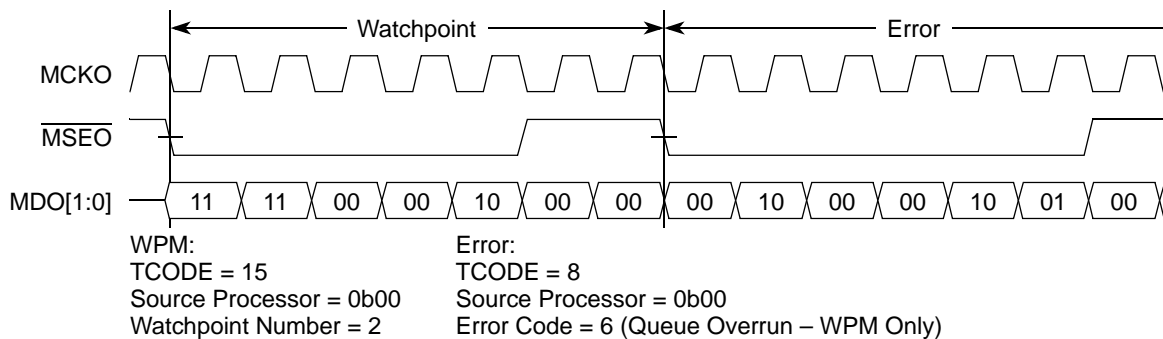 Watchpoint Error
MCKO
MSEO
MDO[1:0] 11 11 00 00 10 00 00 00 10 00 00 10 01 00
WPM: Error:
TCODE = 15 TCODE = 8
Source Processor = 0b00 Source Processor = 0b00
Watchpoint Number = 2 Error Code = 6 (Queue Overrun – WPM Only)